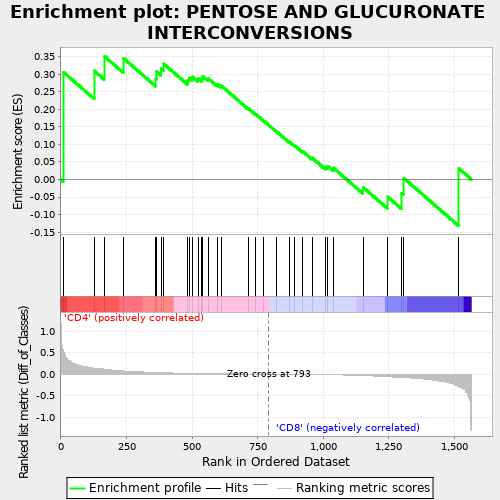 Enrichment plot: PENTOSE AND GLUCURONATE
INTERCONVERSIONS
Enrichment score (ES)
0.35
0.30
0.25
0.20
0.15
0.10
0.05
0.00
-0.05
-0.10
-0.15
'CD4' (positively correlated)
Ranked list metric (Diff_of_Classes)
1.0
0.5
0.0
-0.5
-1.0
Zero cross at 793
'CD8' (negatively correlated)
0
250
500
750
1,000
1,250
1,500
Rank in Ordered Dataset
Enrichment profile
Hits
Ranking metric scores